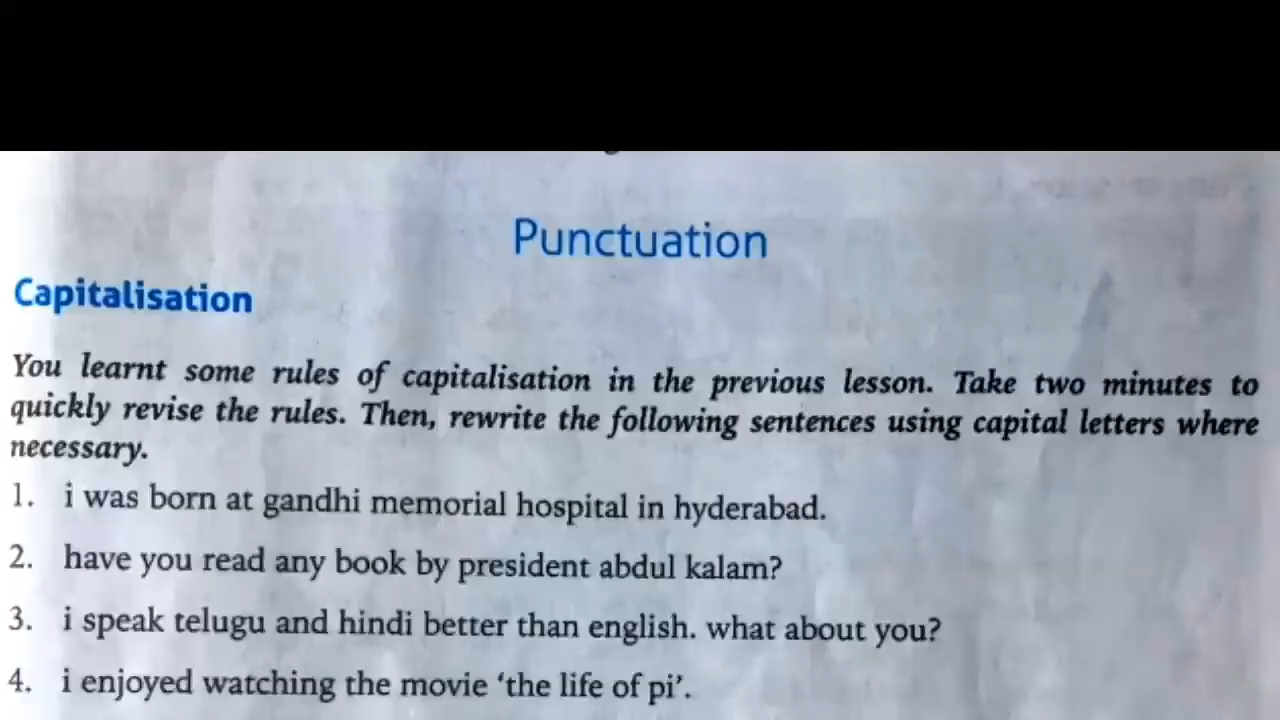 Punctuation
Capitalisation
You learnt some rules of capitalisation in the previous lesson. Take two minutes to
quickly revise the rules. Then, rewrite the following sentences using capital letters where
necessary.
1. i was born at gandhi memorial hospital in hyderabad.
2. have you read any book by president abdul kalam?
3. i speak telugu and hindi better than english. what about you?
4. i enjoyed watching the movie ‘the life of pi’.